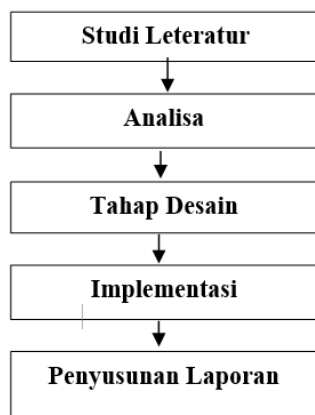 Studi Leteratur
Analisa
Tahap Desain
Implementasi
Penyusunan Laporan